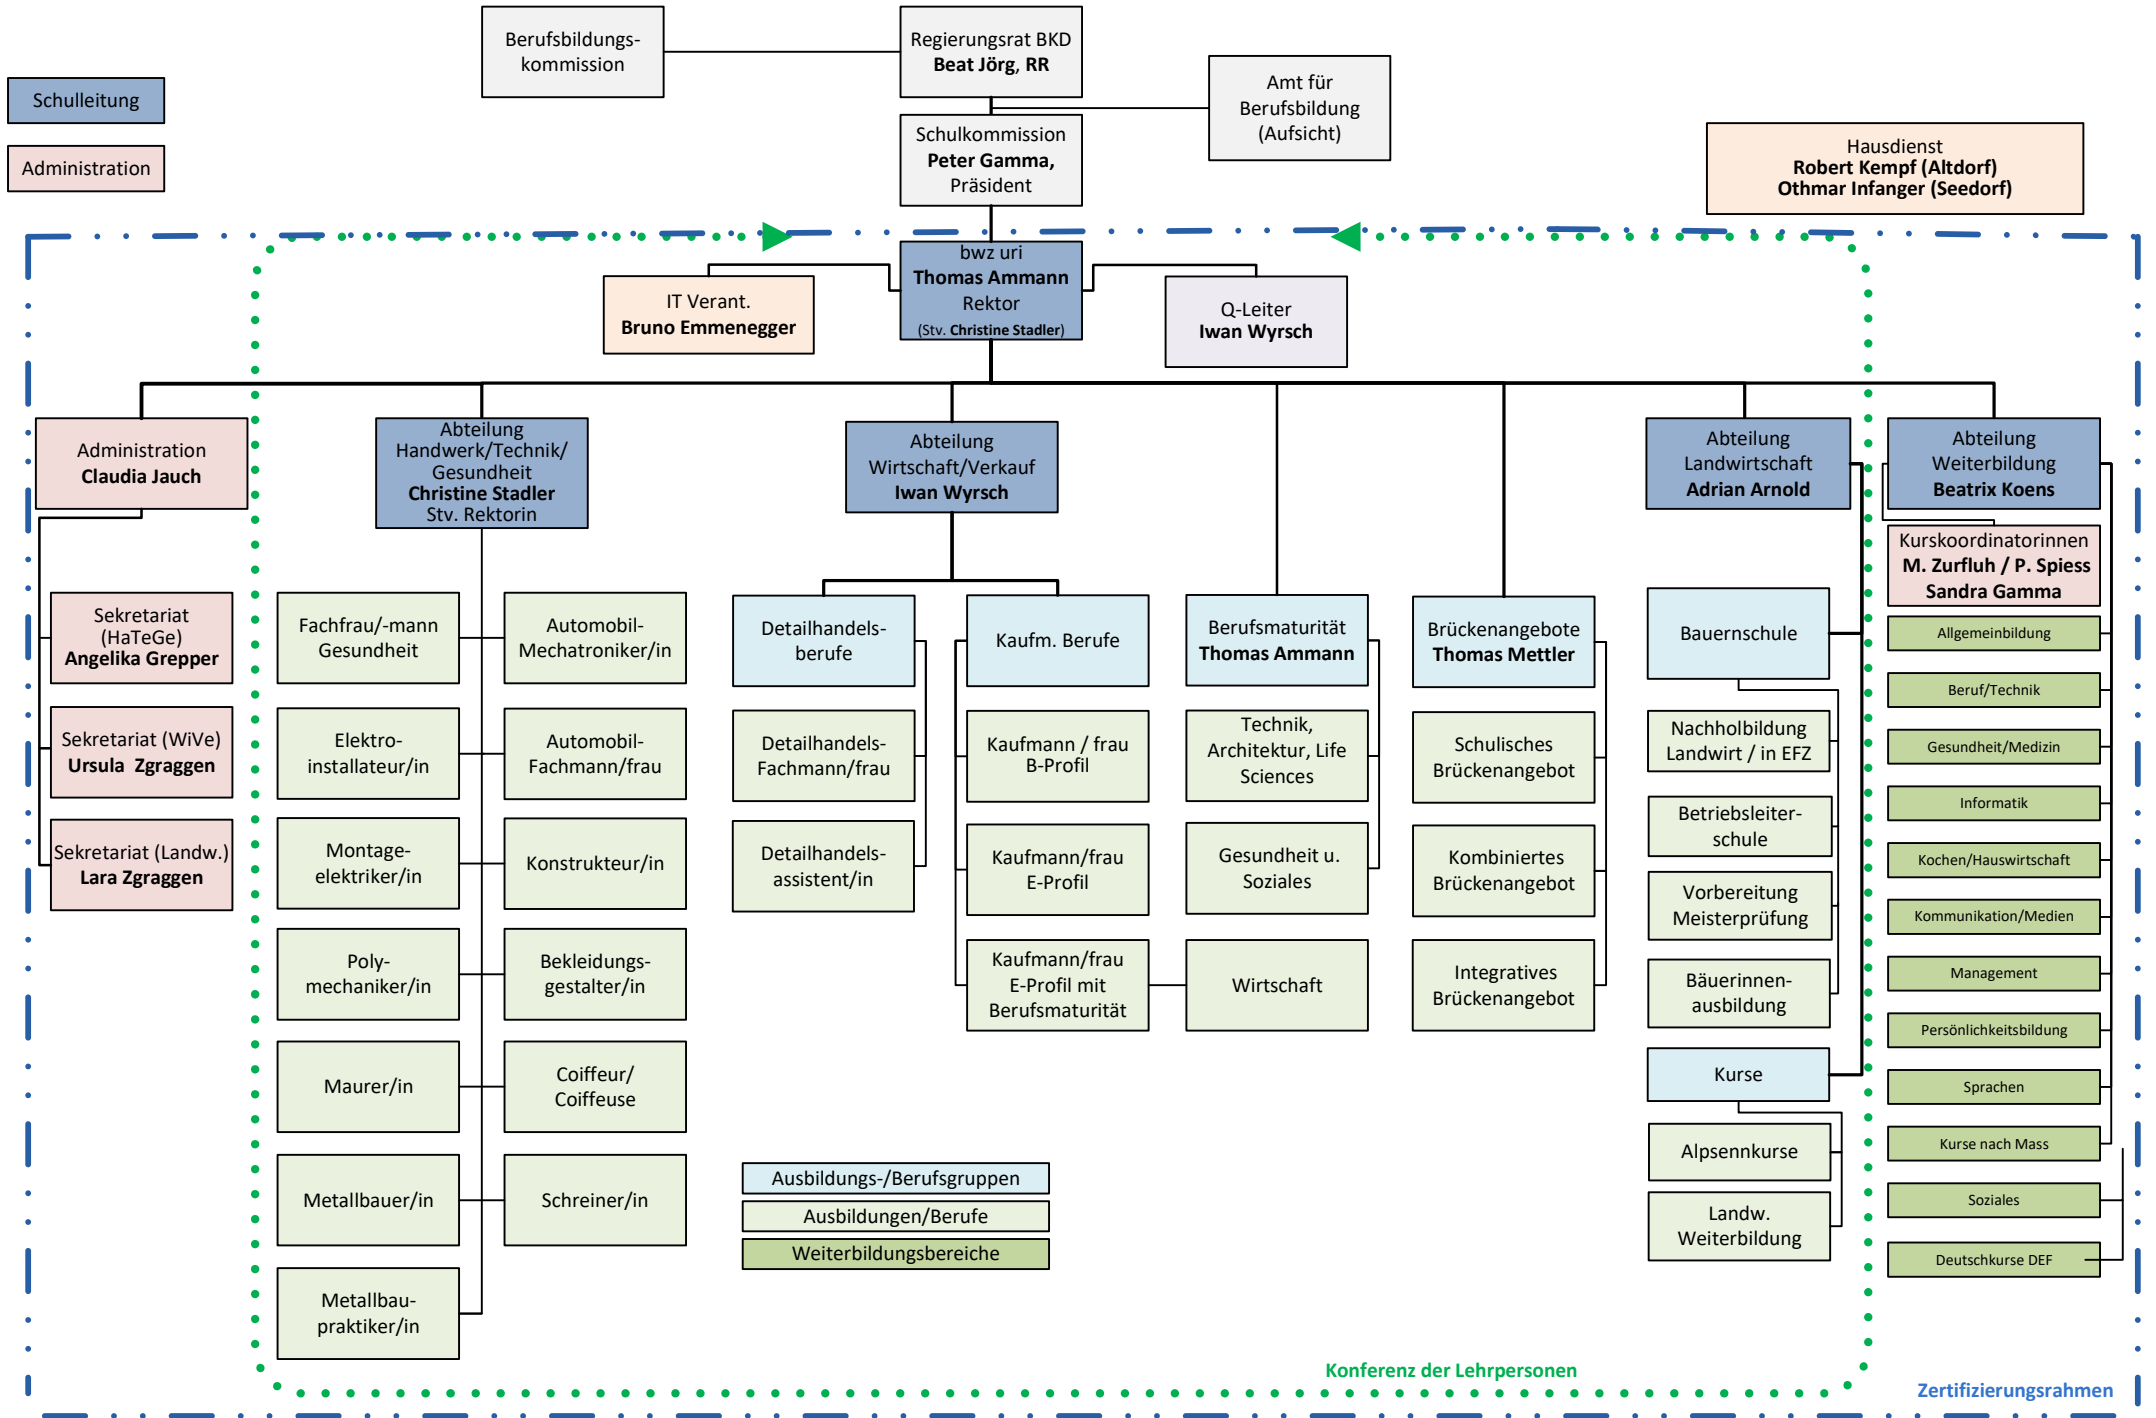 Berufsbildungs-
kommission
Regierungsrat BKD
Beat Jörg, RR
Amt für
Berufsbildung
(Aufsicht)
Schulleitung
Administration
Schulkommission
Peter Gamma,
Präsident
Hausdienst
Robert Kempf (Altdorf)
Othmar Infanger (Seedorf)
bwz uri
Thomas Ammann
Rektor
(Stv. Christine Stadler)
IT Verant.
Bruno Emmenegger
Q-Leiter
Iwan Wyrsch
Administration
Claudia Jauch
Sekretariat
(HaTeGe)
Angelika Grepper
Sekretariat (WiVe)
Ursula Zgraggen
Sekretariat (Landw.)
Lara Zgraggen
Abteilung
Handwerk/Technik/
Gesundheit
Christine Stadler
Stv. Rektorin
Fachfrau/-mann
Gesundheit
Automobil-
Mechatroniker/in
Elektro-
installateur/in
Automobil-
Fachmann/frau
Montage-
elektriker/in
Konstrukteur/in
Poly-
mechaniker/in
Bekleidungs-
gestalter/in
Maurer/in
Coiffeur/
Coiffeuse
Metallbauer/in
Schreiner/in
Metallbau-
praktiker/in
Abteilung
Wirtschaft/Verkauf
Iwan Wyrsch
Detailhandels-
berufe
Detailhandels-
Fachmann/frau
Detailhandels-
assistent/in
Kaufm. Berufe
Kaufmann / frau
B-Profil
Kaufmann/frau
E-Profil
Kaufmann/frau
E-Profil mit
Berufsmaturität
Berufsmaturität
Thomas Ammann
Technik,
Architektur, Life
Sciences
Gesundheit u.
Soziales
Wirtschaft
Brückenangebote
Thomas Mettler
Schulisches
Brückenangebot
Kombiniertes
Brückenangebot
Integratives
Brückenangebot
Abteilung
Landwirtschaft
Adrian Arnold
Bauernschule
Nachholbildung
Landwirt / in EFZ
Betriebsleiter-
schule
Vorbereitung
Meisterprüfung
Bäuerinnen-
ausbildung
Kurse
Alpsennkurse
Landw.
Weiterbildung
Abteilung
Weiterbildung
Beatrix Koens
Kurskoordinatorinnen
M. Zurfluh / P. Spiess
Sandra Gamma
Allgemeinbildung
Beruf/Technik
Gesundheit/Medizin
Informatik
Kochen/Hauswirtschaft
Kommunikation/Medien
Management
Persönlichkeitsbildung
Sprachen
Kurse nach Mass
Soziales
Deutschkurse DEF
Ausbildungs-/Berufsgruppen
Ausbildungen/Berufe
Weiterbildungsbereiche
Konferenz der Lehrpersonen
Zertifizierungsrahmen